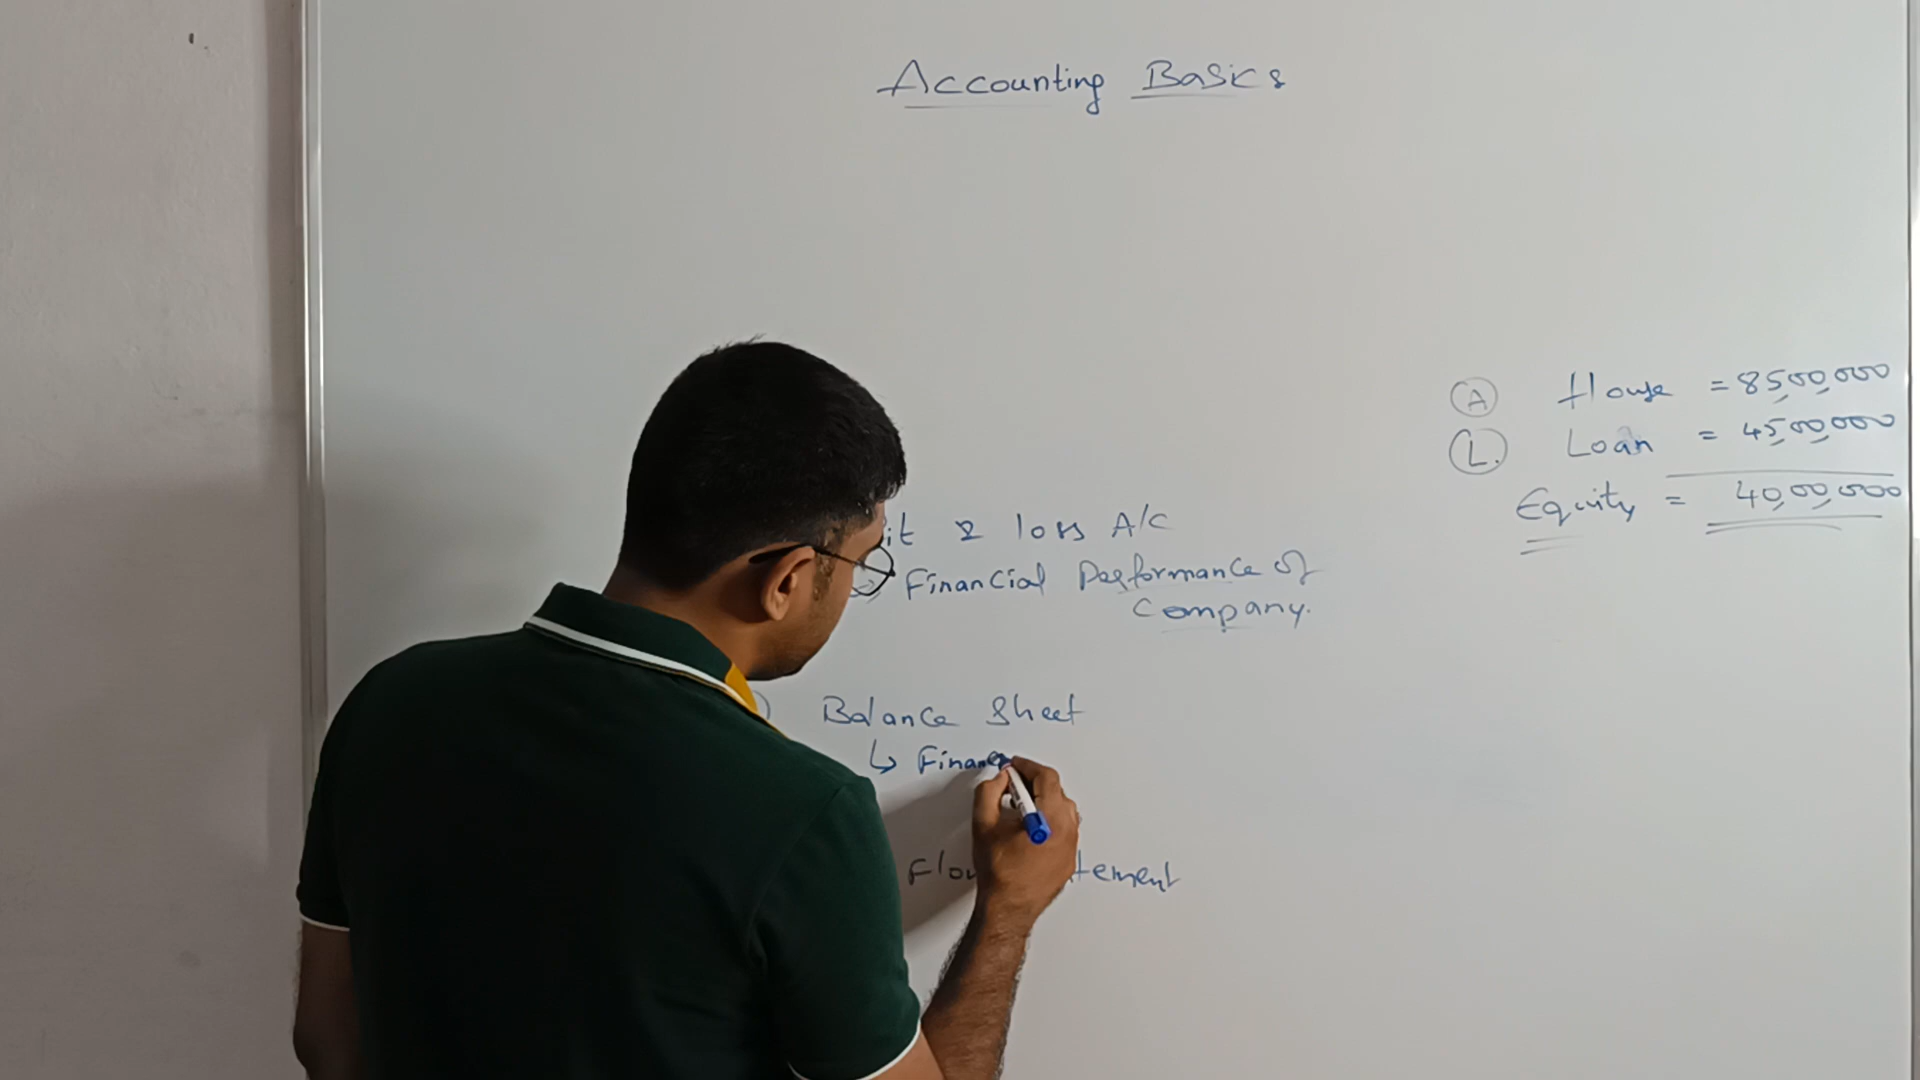 Accounting Basics
(A) House = 85,00,000
(L) Loan = 45,00,000
Equity = 40,00,000
it & loss A/C
Financial Performance of
Company.
Balance Sheet
↳ Financ
Flow tement